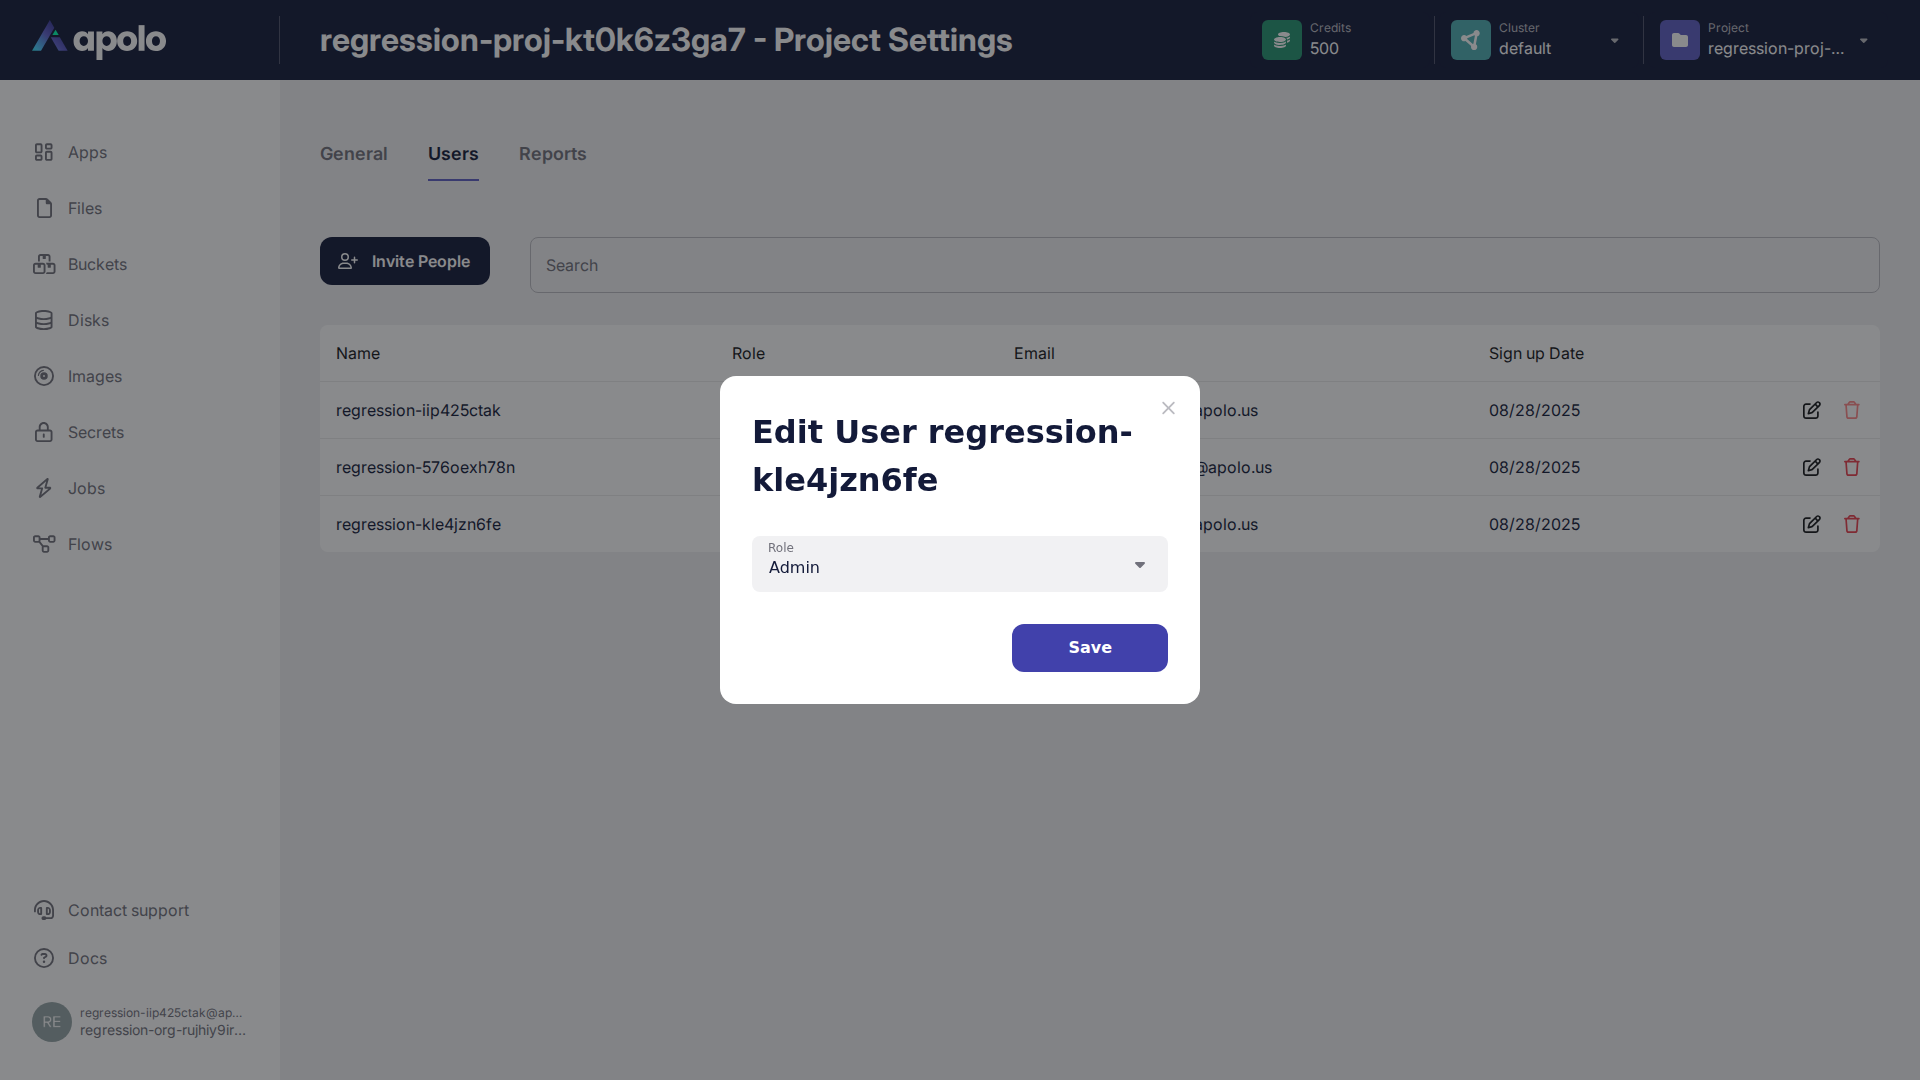 apolo
regression-proj-kt0k6z3ga7 - Project Settings
Credits
500
Cluster
default
Project
regression-proj-...
Apps
Files
Buckets
Disks
Images
Secrets
Jobs
Flows
General
Users
Reports
Invite People
Search
Name
Role
Email
Sign up Date
regression-iip425ctak
apolo.us
08/28/2025
regression-576oexh78n
@apolo.us
08/28/2025
regression-kle4jzn6fe
apolo.us
08/28/2025
Edit User regression-
kle4jzn6fe
Role
Admin
Save
Contact support
Docs
RE
regression-iip425ctak@ap...
regression-org-rujhiy9ir...